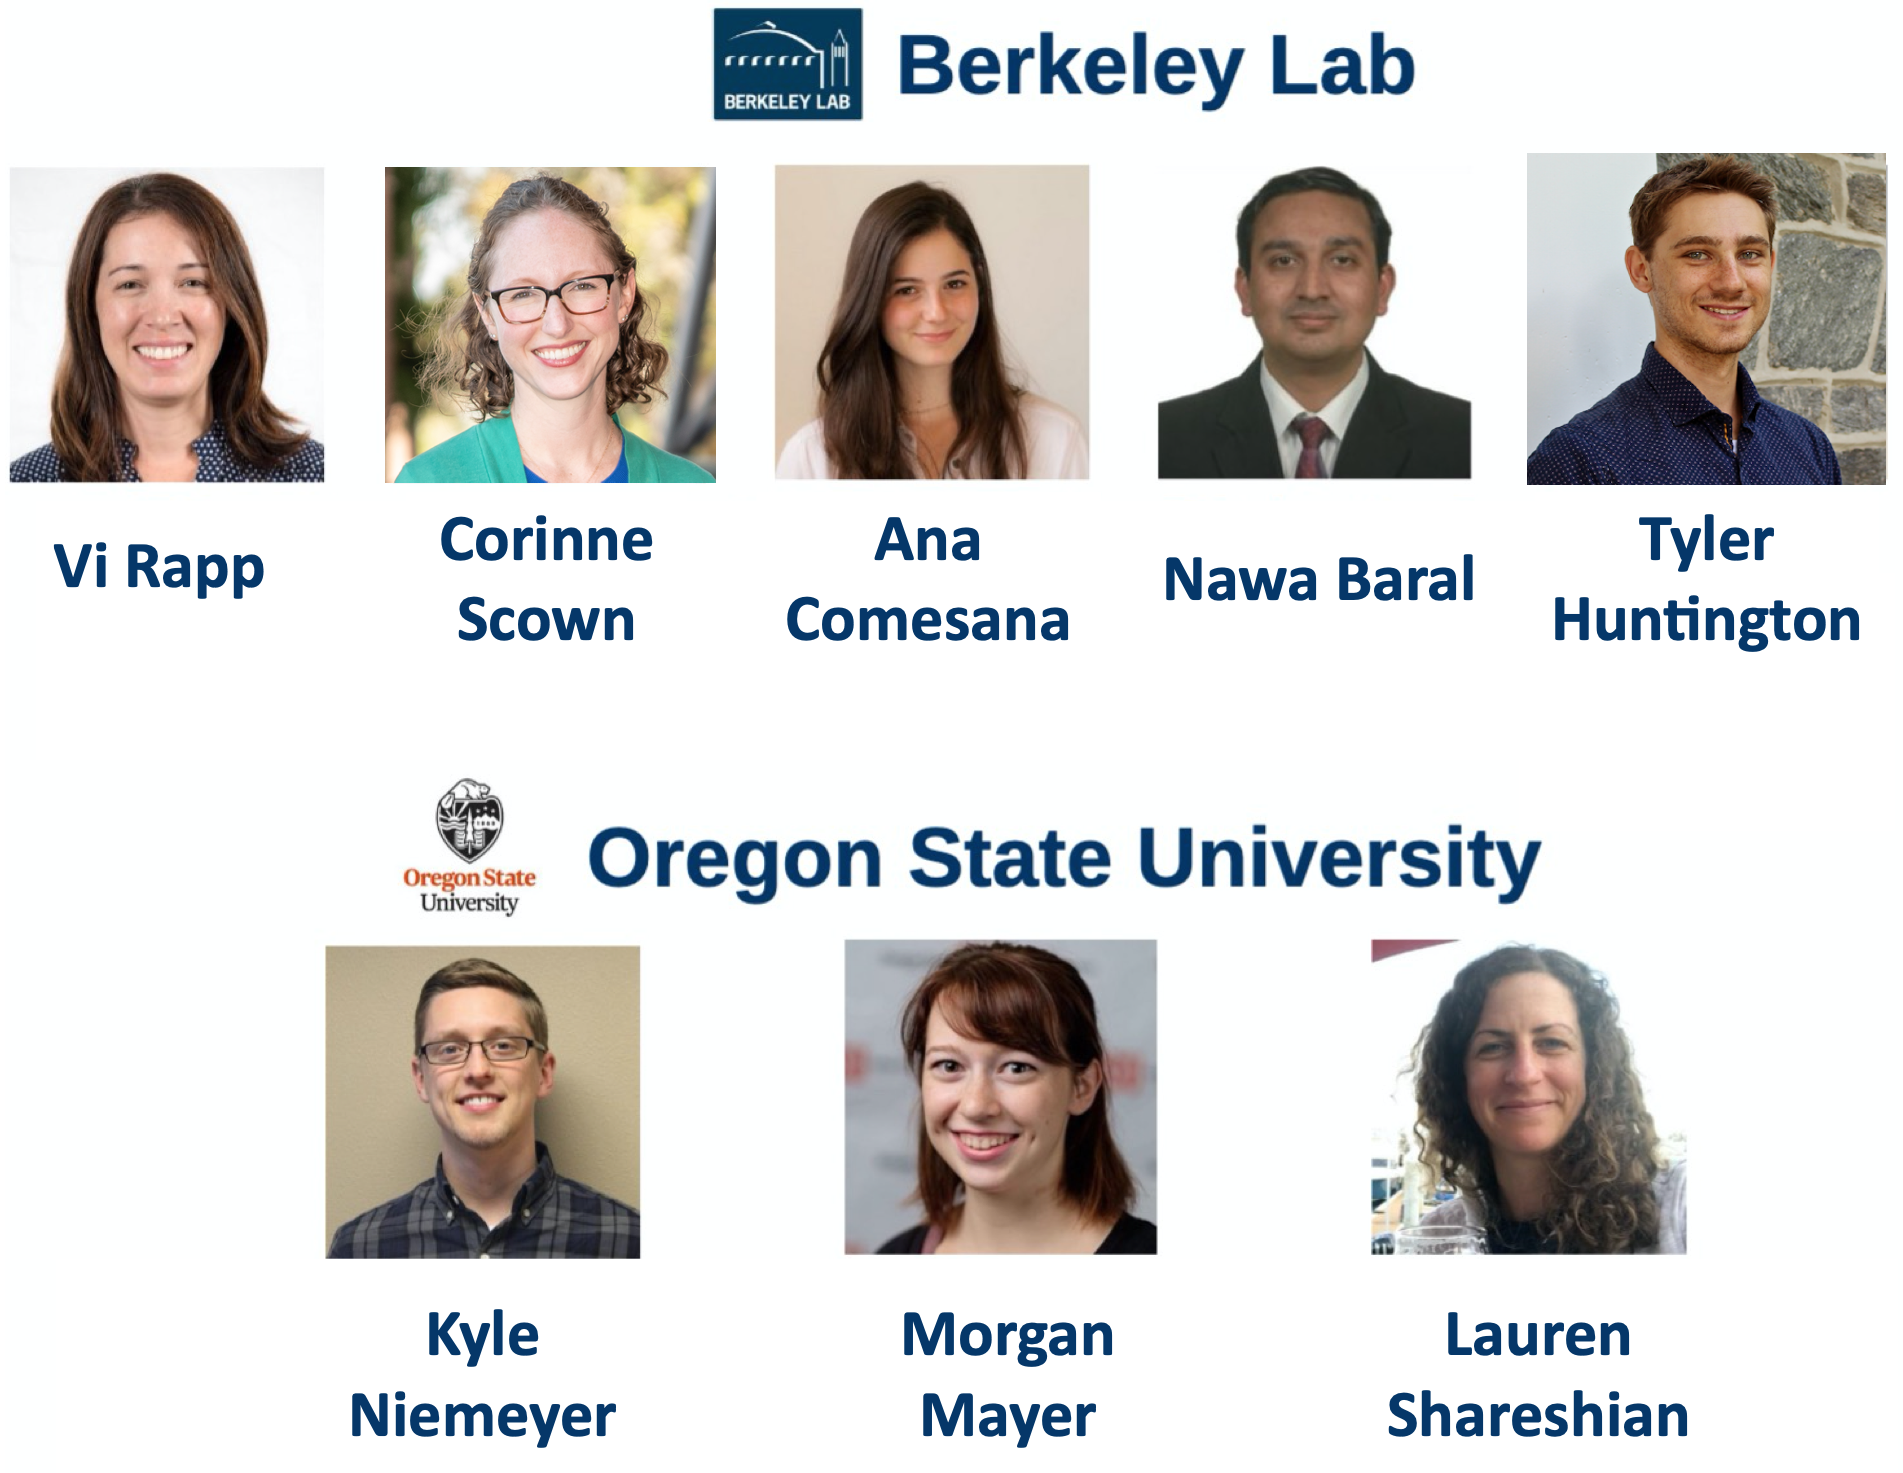 BERKELEY LAB
Berkeley Lab
Vi Rapp
Corinne
Scown
Ana
Comesana
Nawa Baral
Tyler
Huntington
Oregon State
University
Oregon State University
Kyle
Niemeyer
Morgan
Mayer
Lauren
Shareshian